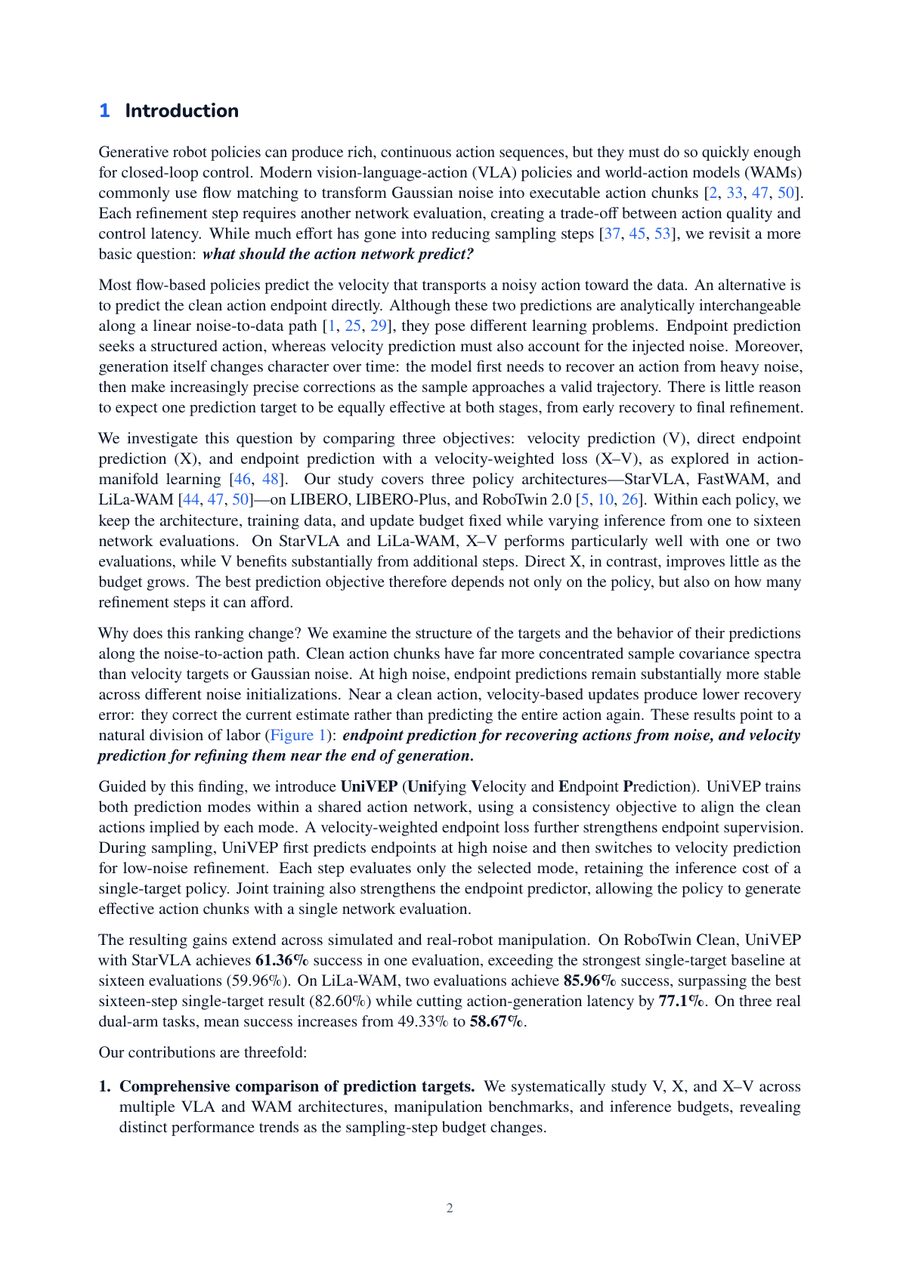 1 Introduction
Generative robot policies can produce rich, continuous action sequences, but they must do so quickly enough
for closed-loop control. Modern vision-language-action (VLA) policies and world-action models (WAMs)
commonly use flow matching to transform Gaussian noise into executable action chunks [2, 33, 47, 50].
Each refinement step requires another network evaluation, creating a trade-off between action quality and
control latency. While much effort has gone into reducing sampling steps [37, 45, 53], we revisit a more
basic question: what should the action network predict?
Most flow-based policies predict the velocity that transports a noisy action toward the data. An alternative is
to predict the clean action endpoint directly. Although these two predictions are analytically interchangeable
along a linear noise-to-data path [1, 25, 29], they pose different learning problems. Endpoint prediction
seeks a structured action, whereas velocity prediction must also account for the injected noise. Moreover,
generation itself changes character over time: the model first needs to recover an action from heavy noise,
then make increasingly precise corrections as the sample approaches a valid trajectory. There is little reason
to expect one prediction target to be equally effective at both stages, from early recovery to final refinement.
We investigate this question by comparing three objectives: velocity prediction (V), direct endpoint
prediction (X), and endpoint prediction with a velocity-weighted loss (X–V), as explored in action-
manifold learning [46, 48]. Our study covers three policy architectures—StarVLA, FastWAM, and
LiLa-WAM [44, 47, 50]—on LIBERO, LIBERO-Plus, and RoboTwin 2.0 [5, 10, 26]. Within each policy, we
keep the architecture, training data, and update budget fixed while varying inference from one to sixteen
network evaluations. On StarVLA and LiLa-WAM, X–V performs particularly well with one or two
evaluations, while V benefits substantially from additional steps. Direct X, in contrast, improves little as the
budget grows. The best prediction objective therefore depends not only on the policy, but also on how many
refinement steps it can afford.
Why does this ranking change? We examine the structure of the targets and the behavior of their predictions
along the noise-to-action path. Clean action chunks have far more concentrated sample covariance spectra
than velocity targets or Gaussian noise. At high noise, endpoint predictions remain substantially more stable
across different noise initializations. Near a clean action, velocity-based updates produce lower recovery
error: they correct the current estimate rather than predicting the entire action again. These results point to a
natural division of labor (Figure 1): endpoint prediction for recovering actions from noise, and velocity
prediction for refining them near the end of generation.
Guided by this finding, we introduce UniVEP (Unifying Velocity and Endpoint Prediction). UniVEP trains
both prediction modes within a shared action network, using a consistency objective to align the clean
actions implied by each mode. A velocity-weighted endpoint loss further strengthens endpoint supervision.
During sampling, UniVEP first predicts endpoints at high noise and then switches to velocity prediction
for low-noise refinement. Each step evaluates only the selected mode, retaining the inference cost of a
single-target policy. Joint training also strengthens the endpoint predictor, allowing the policy to generate
effective action chunks with a single network evaluation.
The resulting gains extend across simulated and real-robot manipulation. On RoboTwin Clean, UniVEP
with StarVLA achieves 61.36% success in one evaluation, exceeding the strongest single-target baseline at
sixteen evaluations (59.96%). On LiLa-WAM, two evaluations achieve 85.96% success, surpassing the best
sixteen-step single-target result (82.60%) while cutting action-generation latency by 77.1%. On three real
dual-arm tasks, mean success increases from 49.33% to 58.67%.
Our contributions are threefold:
1. Comprehensive comparison of prediction targets. We systematically study V, X, and X–V across
multiple VLA and WAM architectures, manipulation benchmarks, and inference budgets, revealing
distinct performance trends as the sampling-step budget changes.
2